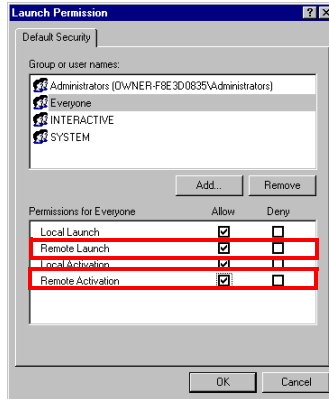 Launch Permission
Default Security
Group or user names:
Administrators (OWNER-F8E3D0835\Administrators)
Everyone
INTERACTIVE
SYSTEM
Add... Remove
Permissions for Everyone Allow Deny
Local Launch
Remote Launch
Local Activation
Remote Activation
OK Cancel